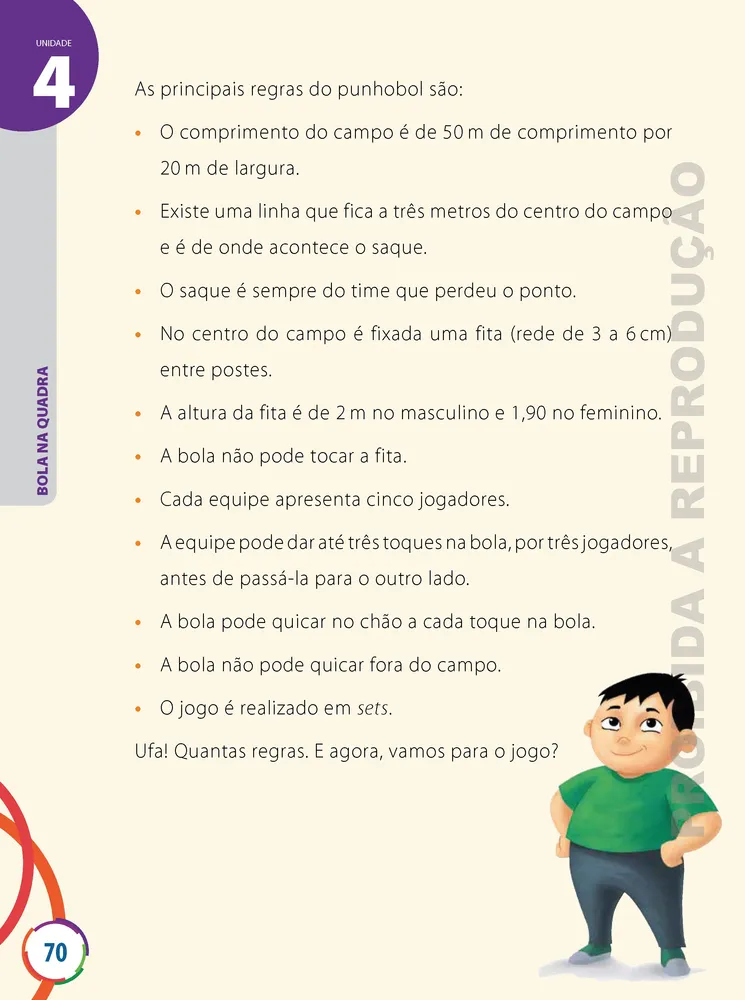 UNIDADE
4
As principais regras do punhobol são:
• O comprimento do campo é de 50 m de comprimento por
20 m de largura.
• Existe uma linha que fica a três metros do centro do campo
e é de onde acontece o saque.
• O saque é sempre do time que perdeu o ponto.
• No centro do campo é fixada uma fita (rede de 3 a 6 cm)
entre postes.
• A altura da fita é de 2 m no masculino e 1,90 no feminino.
• A bola não pode tocar a fita.
• Cada equipe apresenta cinco jogadores.
• A equipe pode dar até três toques na bola, por três jogadores,
antes de passá-la para o outro lado.
• A bola pode quicar no chão a cada toque na bola.
• A bola não pode quicar fora do campo.
• O jogo é realizado em sets.
Ufa! Quantas regras. E agora, vamos para o jogo?
BOLA NA QUADRA
PROIBIDA A REPRODUÇÃO
70